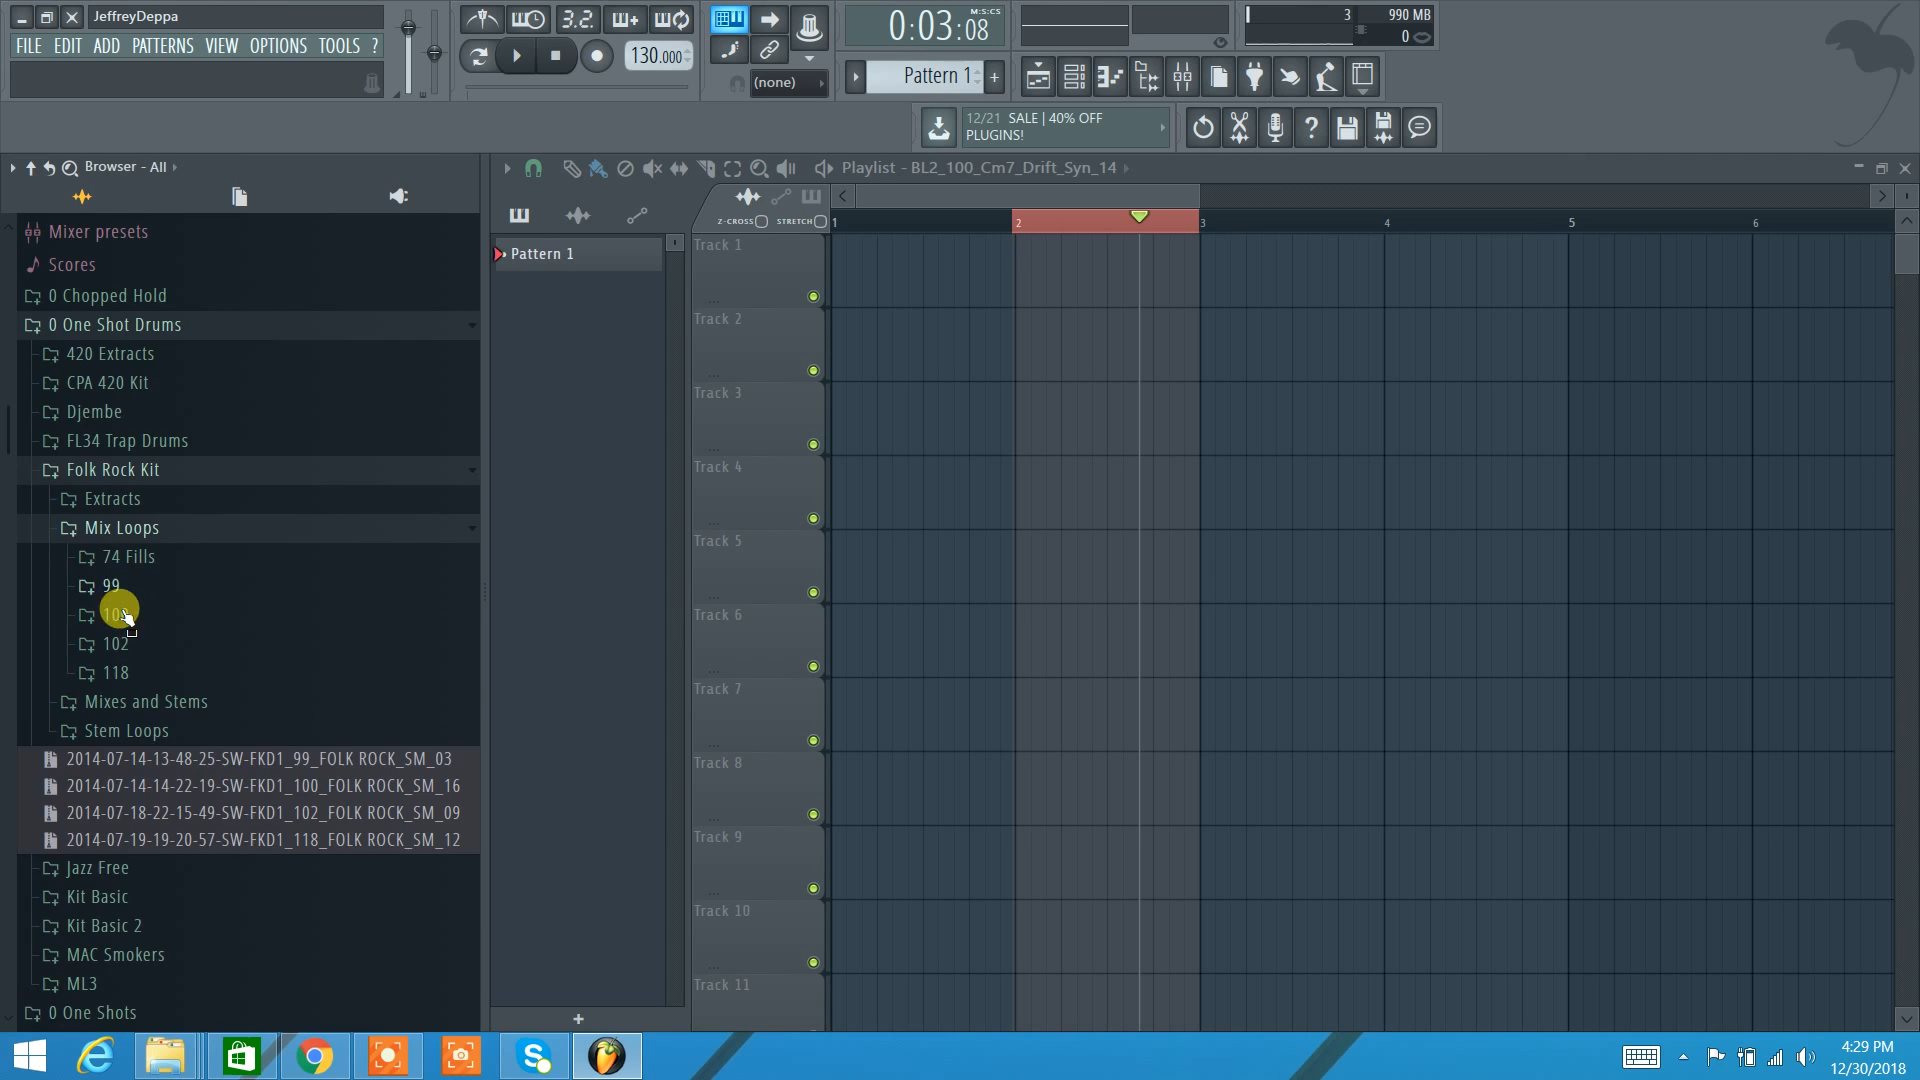 JeffreyDeppa
FILE EDIT ADD PATTERNS VIEW OPTIONS TOOLS ?
3.2.
130.000
(none)
0:03:08
M:S:CS
Pattern 1
3
990 MB
0
12/21 SALE | 40% OFF
PLUGINS!
Browser - All
Playlist - BL2_100_Cm7_Drift_Syn_14
Z-CROSS STRETCH
1 2 3 4 5 6
Pattern 1
Mixer presets
Scores
0 Chopped Hold
0 One Shot Drums
420 Extracts
CPA 420 Kit
Djembe
FL34 Trap Drums
Folk Rock Kit
Extracts
Mix Loops
74 Fills
99
102
118
Mixes and Stems
Stem Loops
2014-07-14-13-48-25-SW-FKD1_99_FOLK ROCK_SM_03
2014-07-14-14-22-19-SW-FKD1_100_FOLK ROCK_SM_16
2014-07-18-22-15-49-SW-FKD1_102_FOLK ROCK_SM_09
2014-07-19-19-20-57-SW-FKD1_118_FOLK ROCK_SM_12
Jazz Free
Kit Basic
Kit Basic 2
MAC Smokers
ML3
0 One Shots
Track 1
Track 2
Track 3
Track 4
Track 5
Track 6
Track 7
Track 8
Track 9
Track 10
Track 11
4:29 PM
12/30/2018